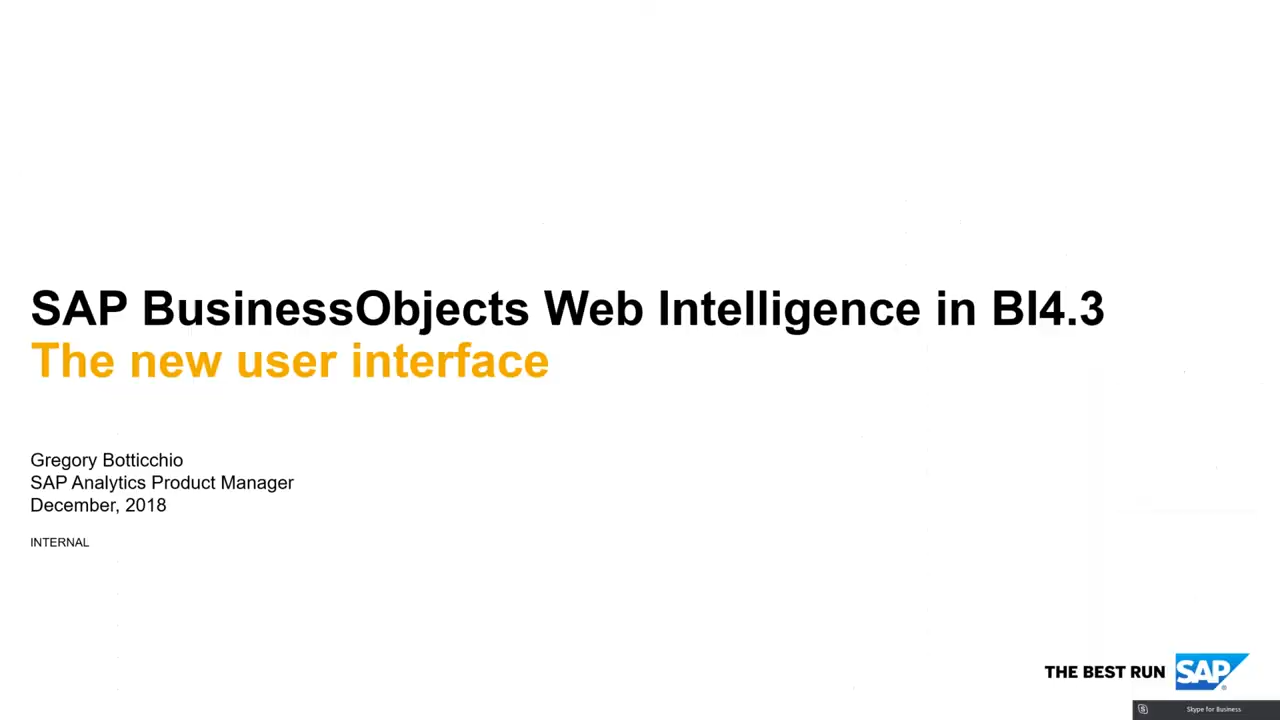 SAP BusinessObjects Web Intelligence in BI4.3
The new user interface
Gregory Botticchio
SAP Analytics Product Manager
December, 2018
INTERNAL
THE BEST RUN SAP®
Skype for Business